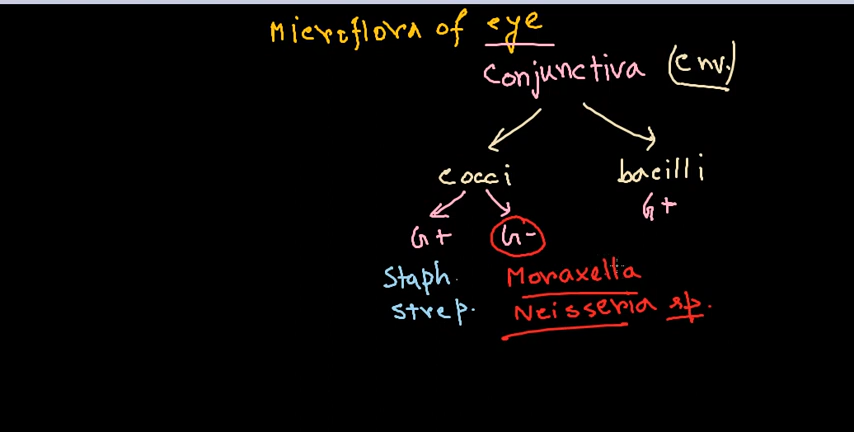 Microflora of eye
Conjunctiva (env.)
cocci bacilli
G+ G- G+
Staph. Moraxella
Strep. Neisseria sp.